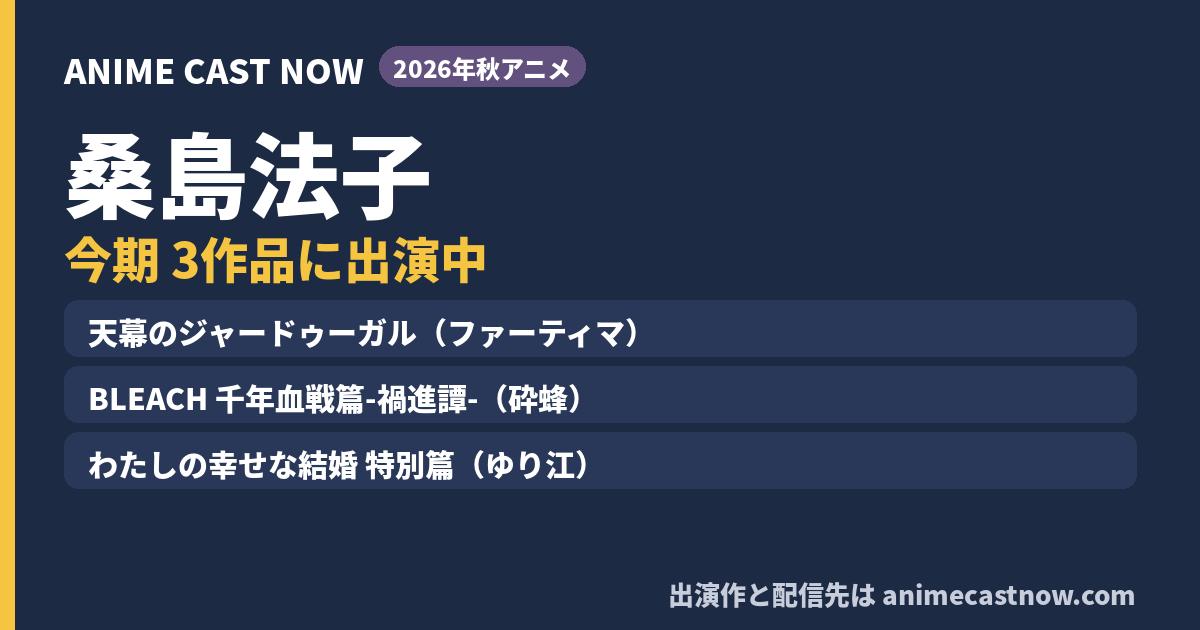 ANIME CAST NOW 2026年秋アニメ
桑島法子
今期 3作品に出演中
天幕のジャードゥーガル（ファーティマ）
BLEACH 千年血戦篇-禍進譚-（砕蜂）
わたしの幸せな結婚 特別篇（ゆり江）
出演作と配信先は animecastnow.com